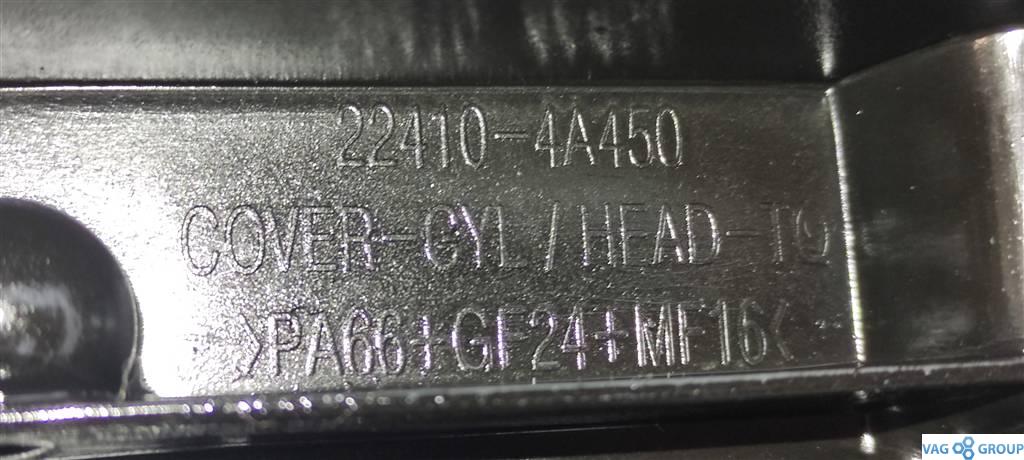 22410-4A450
COVER-CYL/HEAD-TQ
>PA66+GF24+MF16<
VAG GROUP